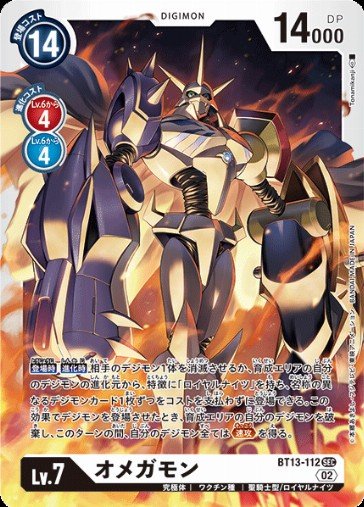 登場コスト
14
DIGIMON
14000
DP
Tonamikanji
進化コスト
Lv.6から
4
Lv.6から
4
登場時 進化時 相手のデジモン1体を消滅させるか、育成エリアの自分
のデジモンの進化元から、特徴に「ロイヤルナイツ」を持ち、名称の異
なるデジモンカード1枚ずつをコストを支払わずに登場できる。この
効果でデジモンを登場させたとき、育成エリアの自分のデジモンを破
棄し、このターンの間、自分のデジモン全ては 速攻 を得る。
BT13-112 SEC
02
Lv.7
オメガモン
究極体 | ワクチン種 | 聖騎士型/ロイヤルナイツ